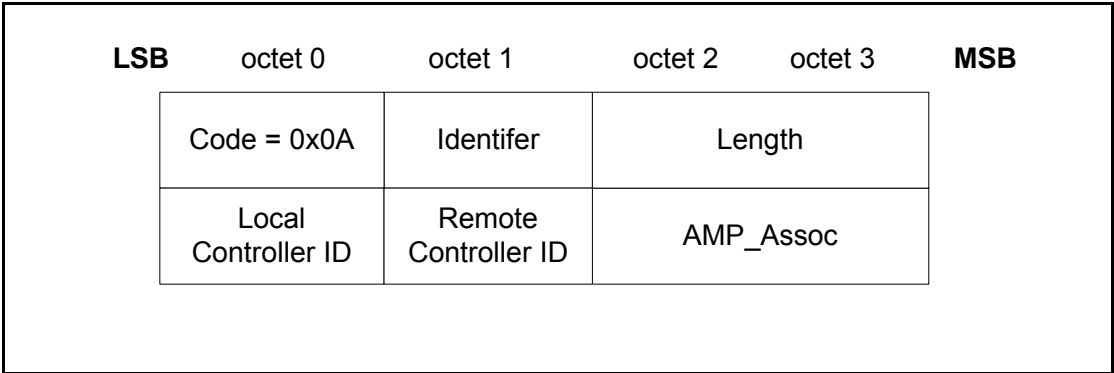 LSB octet 0 octet 1 octet 2 octet 3 MSB
Code = 0x0A Identifer Length
Local Controller ID Remote Controller ID AMP_Assoc